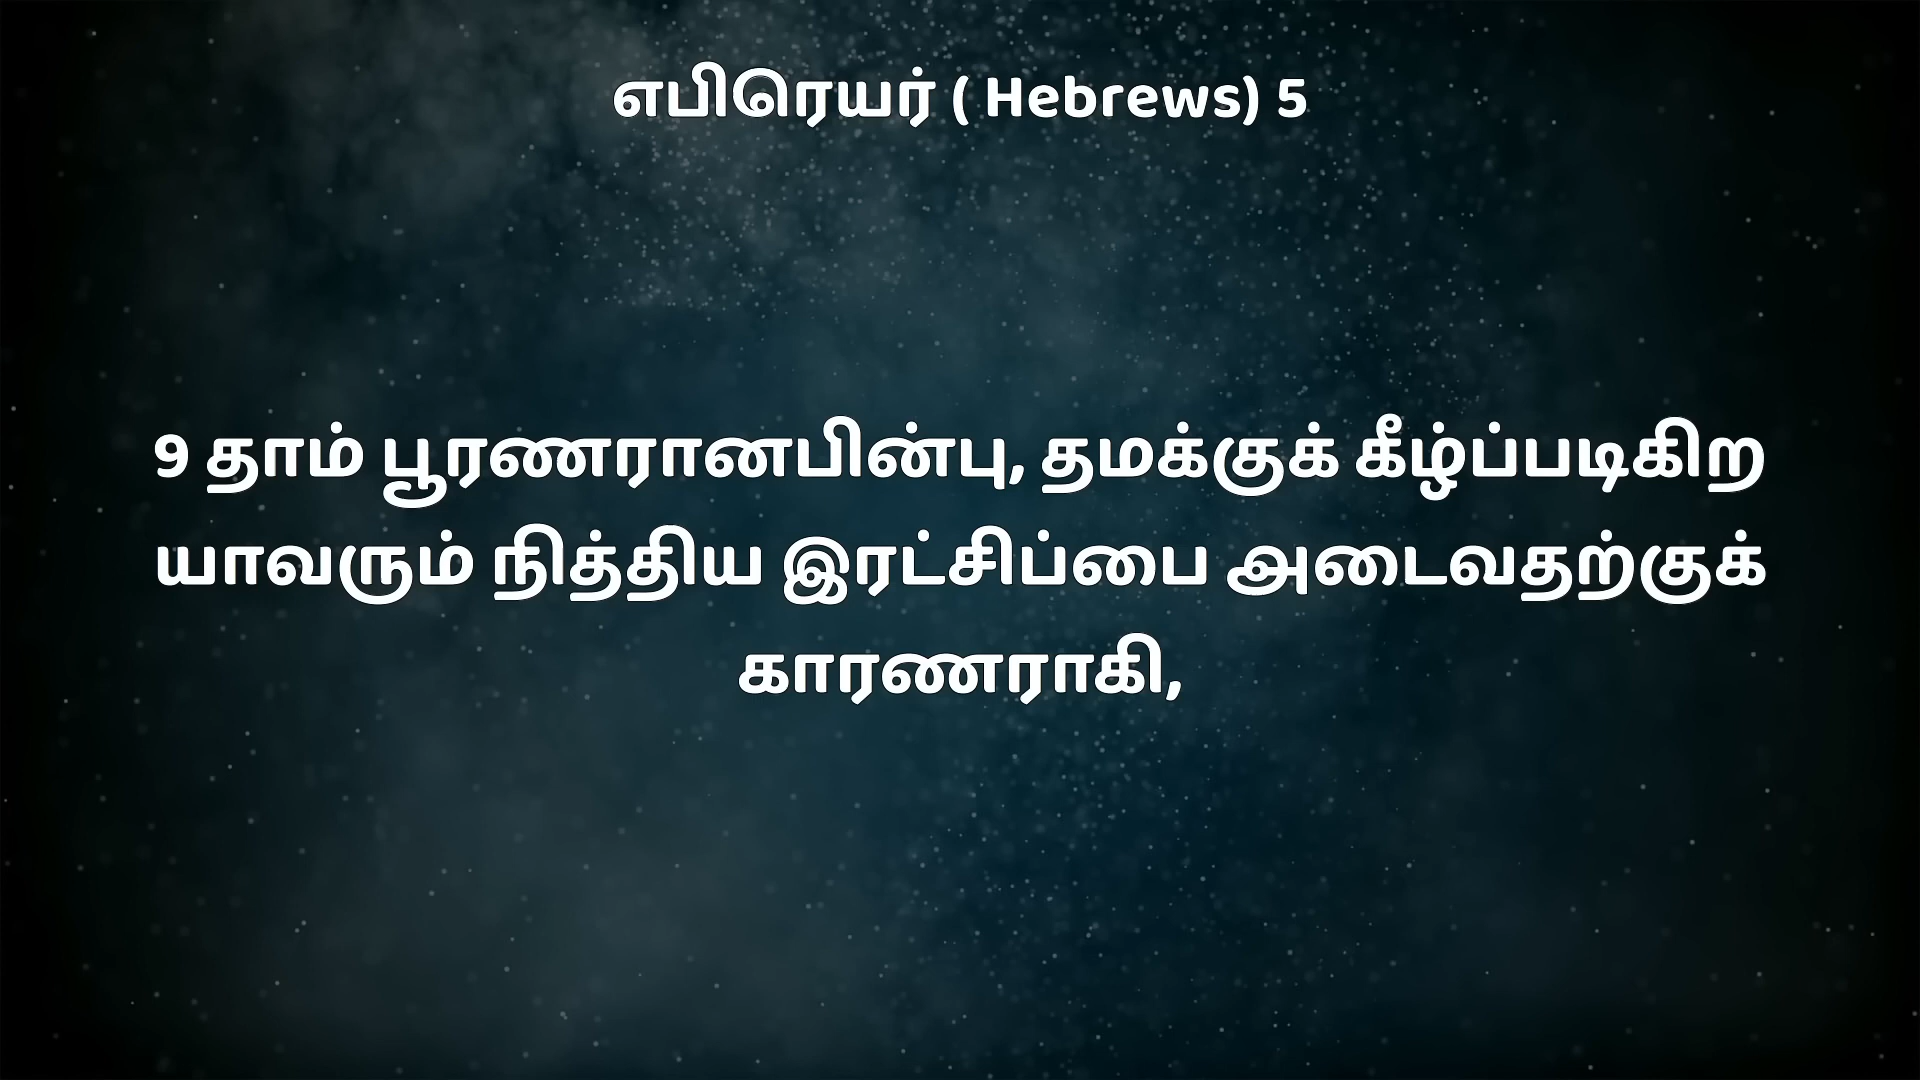 எபிரெயர் ( Hebrews) 5
9 தாம் பூரணரானபின்பு, தமக்குக் கீழ்ப்படிகிற
யாவரும் நித்திய இரட்சிப்பை அடைவதற்குக்
காரணராகி,